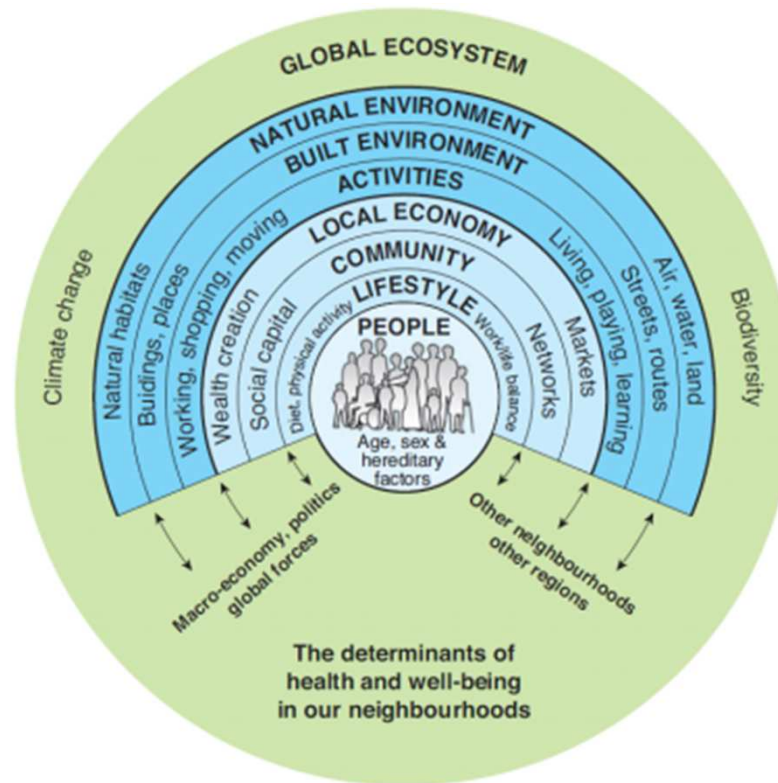 GLOBAL ECOSYSTEM
NATURAL ENVIRONMENT
BUILT ENVIRONMENT
ACTIVITIES
LOCAL ECONOMY
COMMUNITY
LIFESTYLE
PEOPLE
Age, sex &
hereditary
factors
Climate change
Natural habitats
Buidings, places
Working, shopping, moving
Wealth creation
Social capital
Diet, physical activity
Work/life balance
Networks
Markets
Living, playing, learning
Streets, routes
Air, water, land
Biodiversity
Macro-economy, politics
global forces
Other neighbourhoods
other regions
The determinants of
health and well-being
in our neighbourhoods